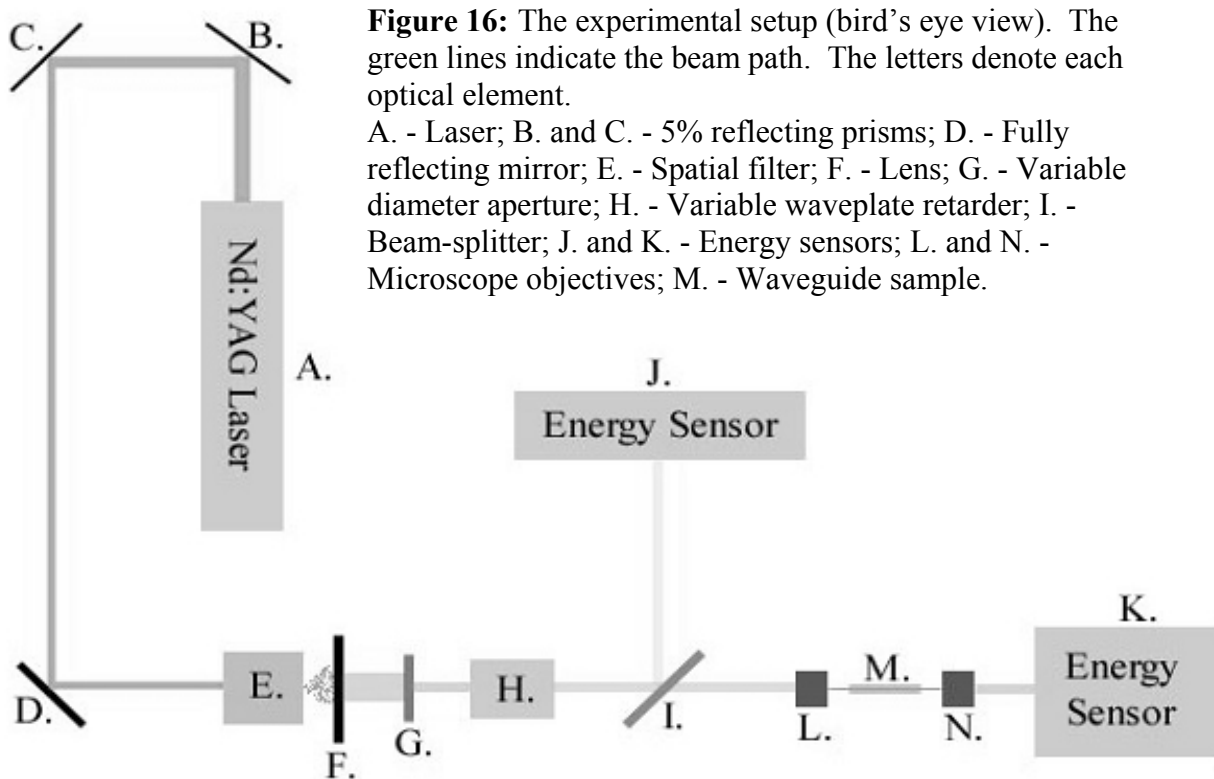 C.
B.
Figure 16: The experimental setup (bird’s eye view). The
green lines indicate the beam path. The letters denote each
optical element.
A. - Laser; B. and C. - 5% reflecting prisms; D. - Fully
reflecting mirror; E. - Spatial filter; F. - Lens; G. - Variable
diameter aperture; H. - Variable waveplate retarder; I. -
Beam-splitter; J. and K. - Energy sensors; L. and N. -
Microscope objectives; M. - Waveguide sample.
Nd:YAG Laser
A.
J.
Energy Sensor
D.
E.
F.
G.
H.
I.
L.
M.
N.
K.
Energy
Sensor